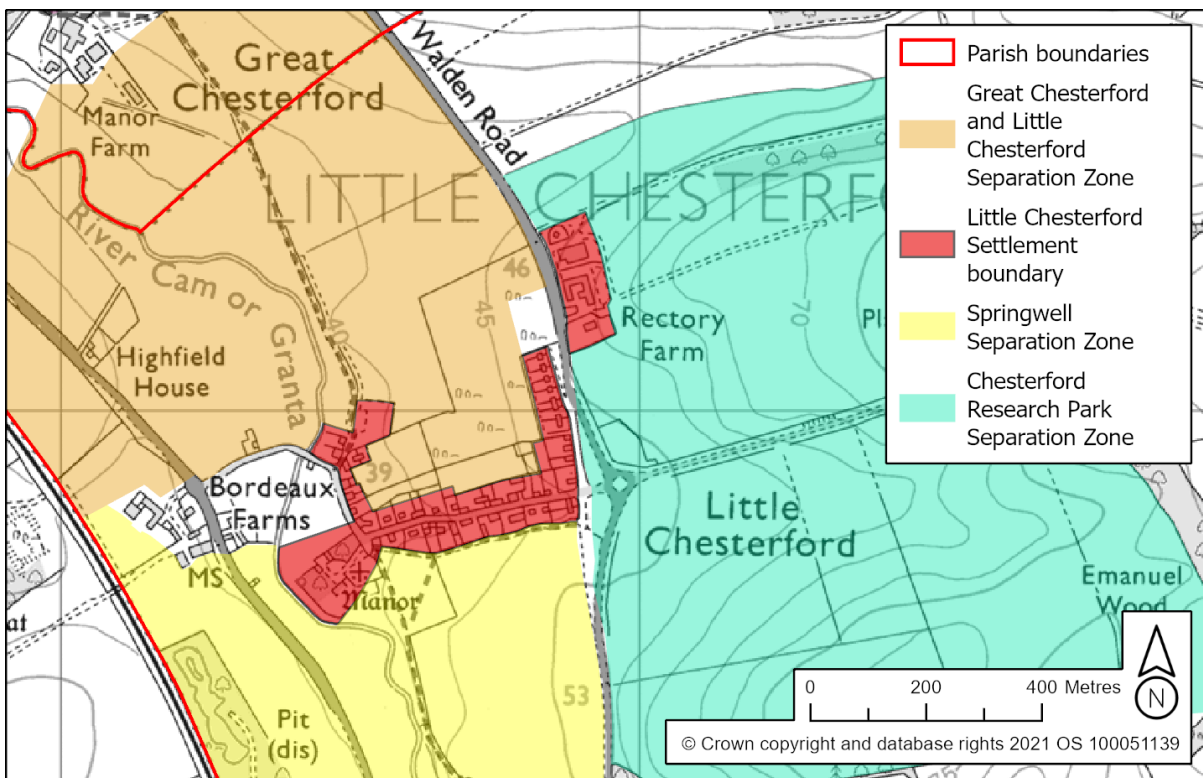 Great
Chesterford
Manor
Farm
Walden Road
LITTLE CHESTERF
River Cam or Granta
40
46
45
70
Rectory
Farm
Pl
Highfield
House
39
Bordeaux
Farms
MS
Manor
Little
Chesterford
Emanuel
Wood
at
Pit
(dis)
53
75
Parish boundaries
Great Chesterford
and Little
Chesterford
Separation Zone
Little Chesterford
Settlement
boundary
Springwell
Separation Zone
Chesterford
Research Park
Separation Zone
0 200 400 Metres
N
© Crown copyright and database rights 2021 OS 100051139